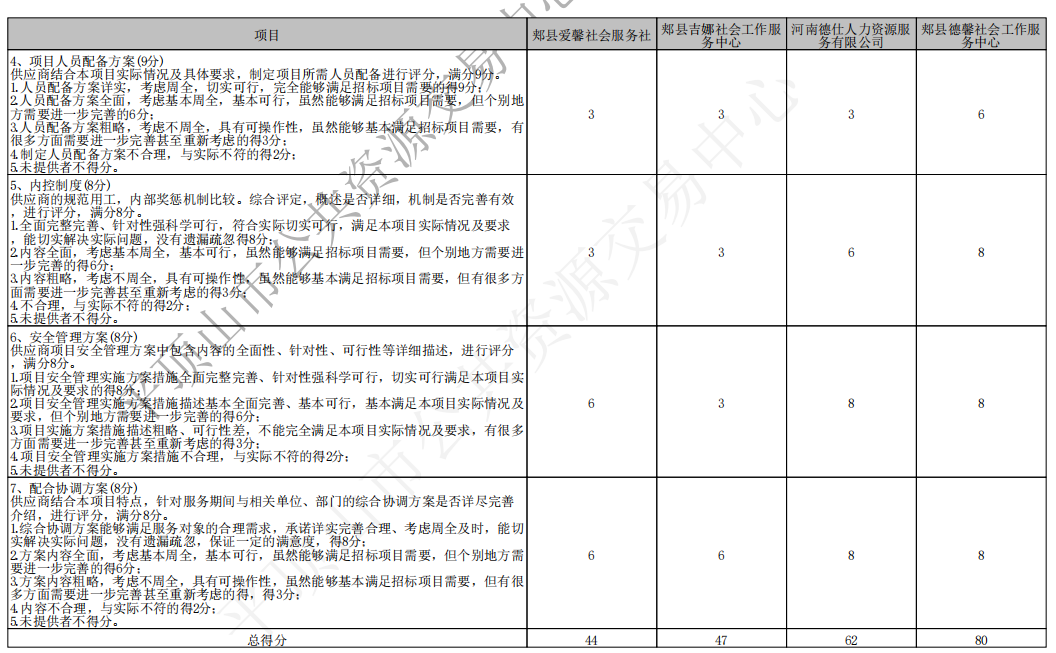 项目 郏县爱馨社会服务社 郏县吉娜社会工作服务中心 河南德仕人力资源服务有限公司 郏县德馨社会工作服务中心
4、项目人员配备方案(9分)
供应商结合本项目实际情况及具体要求，制定项目所需人员配备进行评分，满分9分。
1.人员配备方案详实，考虑周全，切实可行，完全能够满足招标项目需要的得9分；
2.人员配备方案全面，考虑基本周全，基本可行，虽然能够满足招标项目需要，但个别地
方需要进一步完善的6分；
3.人员配备方案粗略，考虑不周全，具有可操作性，虽然能够基本满足招标项目需要，有
很多方面需要进一步完善甚至重新考虑的得3分；
4.制定人员配备方案不合理，与实际不符的得2分；
5.未提供者不得分。
3 3 3 6
5、内控制度(8分)
供应商的规范用工，内部奖惩机制比较。综合评定，概述是否详细，机制是否完善有效
，进行评分，满分8分。
1.全面完整完善、针对性强科学可行，符合实际切实可行，满足本项目实际情况及要求
，能切实解决实际问题，没有遗漏疏忽得8分；
2.内容全面，考虑基本周全，基本可行，虽然能够满足招标项目需要，但个别地方需要进
一步完善的得6分；
3.内容粗略，考虑不周全，具有可操作性，虽然能够基本满足招标项目需要，但有很多方
面需要进一步完善甚至重新考虑的得3分；
4.不合理，与实际不符的得2分；
5.未提供者不得分。
3 3 6 8
6、安全管理方案(8分)
供应商项目安全管理方案中包含内容的全面性、针对性、可行性等详细描述，进行评分
，满分8分。
1.项目安全管理实施方案措施全面完整完善、针对性强科学可行，切实可行满足本项目实
际情况及要求的得8分；
2.项目安全管理实施方案措施描述基本全面完善、基本可行，基本满足本项目实际情况及
要求，但个别地方需要进一步完善的得6分；
3.项目实施方案措施描述粗略、可行性差，不能完全满足本项目实际情况及要求，有很多
方面需要进一步完善甚至重新考虑的得3分；
4.项目安全管理实施方案措施不合理，与实际不符的得2分；
5.未提供者不得分。
6 3 8 8
7、配合协调方案(8分)
供应商结合本项目特点，针对服务期间与相关单位、部门的综合协调方案是否详尽完善
介绍，进行评分，满分8分。
1.综合协调方案能够满足服务对象的合理需求，承诺详实完善合理、考虑周全及时，能切
实解决实际问题，没有遗漏疏忽，保证一定的满意度，得8分；
2.方案内容全面，考虑基本周全，基本可行，虽然能够满足招标项目需要，但个别地方需
要进一步完善的得6分；
3.方案内容粗略，考虑不周全，具有可操作性，虽然能够基本满足招标项目需要，但有很
多方面需要进一步完善甚至重新考虑的得，得3分；
4.内容不合理，与实际不符的得2分；
5.未提供者不得分。
6 6 8 8
总得分 44 47 62 80
平顶山市公共资源交易中心
平顶山市公共资源交易中心